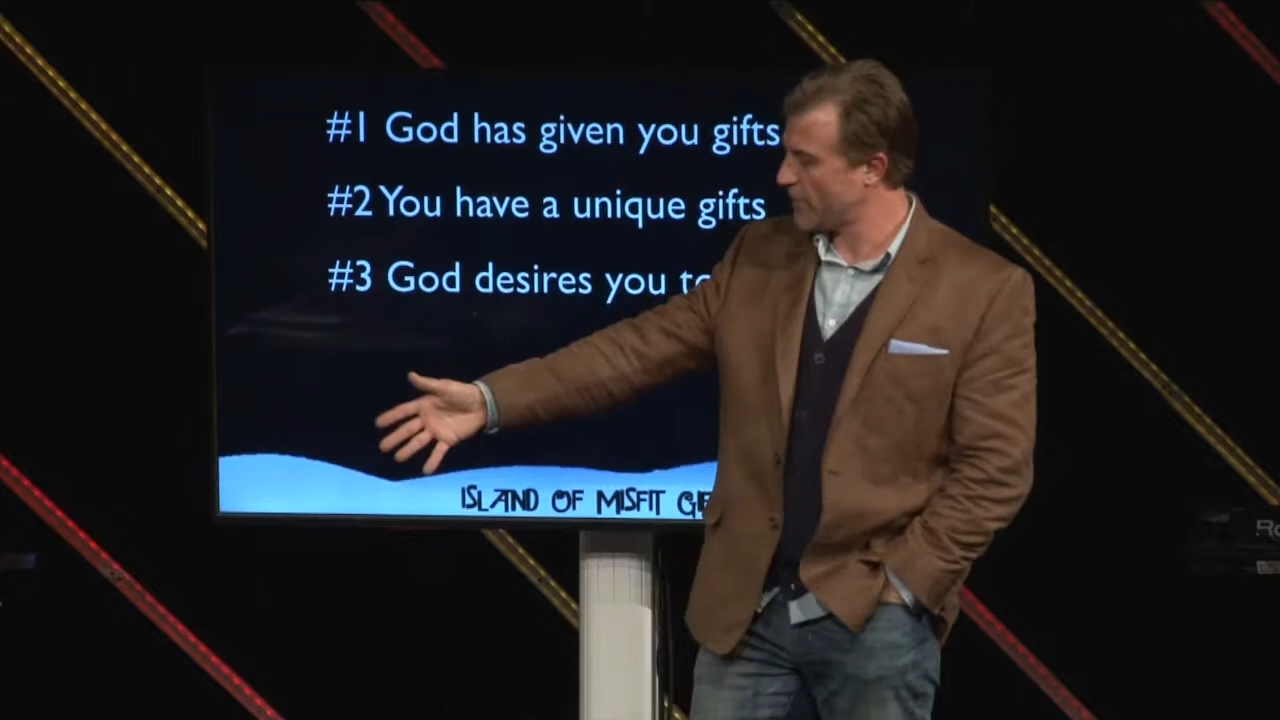 #1 God has given you gifts
#2 You have a unique gifts
#3 God desires you
ISLAND OF MISFIT